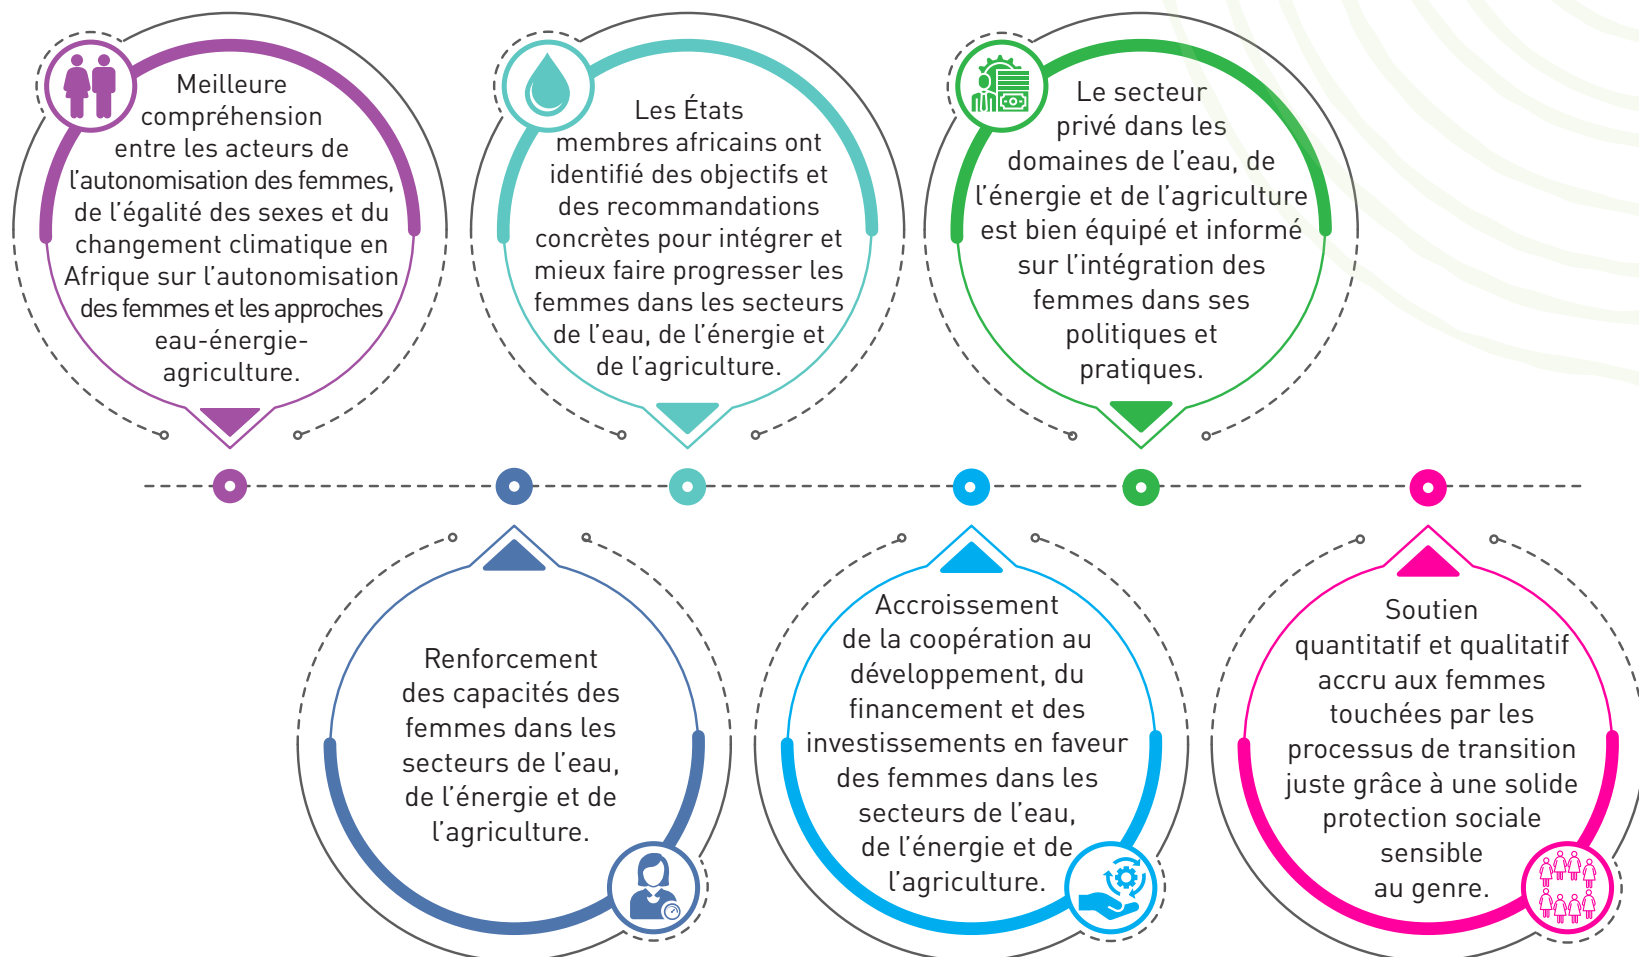 Meilleure
compréhension
entre les acteurs de
l’autonomisation des femmes,
de l’égalité des sexes et du
changement climatique en
Afrique sur l’autonomisation
des femmes et les approches
eau-énergie-
agriculture.
Les États
membres africains ont
identifié des objectifs et
des recommandations
concrètes pour intégrer et
mieux faire progresser les
femmes dans les secteurs
de l’eau, de l’énergie et
de l’agriculture.
Le secteur
privé dans les
domaines de l’eau, de
l’énergie et de l’agriculture
est bien équipé et informé
sur l’intégration des
femmes dans ses
politiques et
pratiques.
Renforcement
des capacités des
femmes dans les
secteurs de l’eau,
de l’énergie et de
l’agriculture.
Accroissement
de la coopération au
développement, du
financement et des
investissements en faveur
des femmes dans les
secteurs de l’eau,
de l’énergie et de
l’agriculture.
Soutien
quantitatif et qualitatif
accru aux femmes
touchées par les
processus de transition
juste grâce à une solide
protection sociale
sensible
au genre.